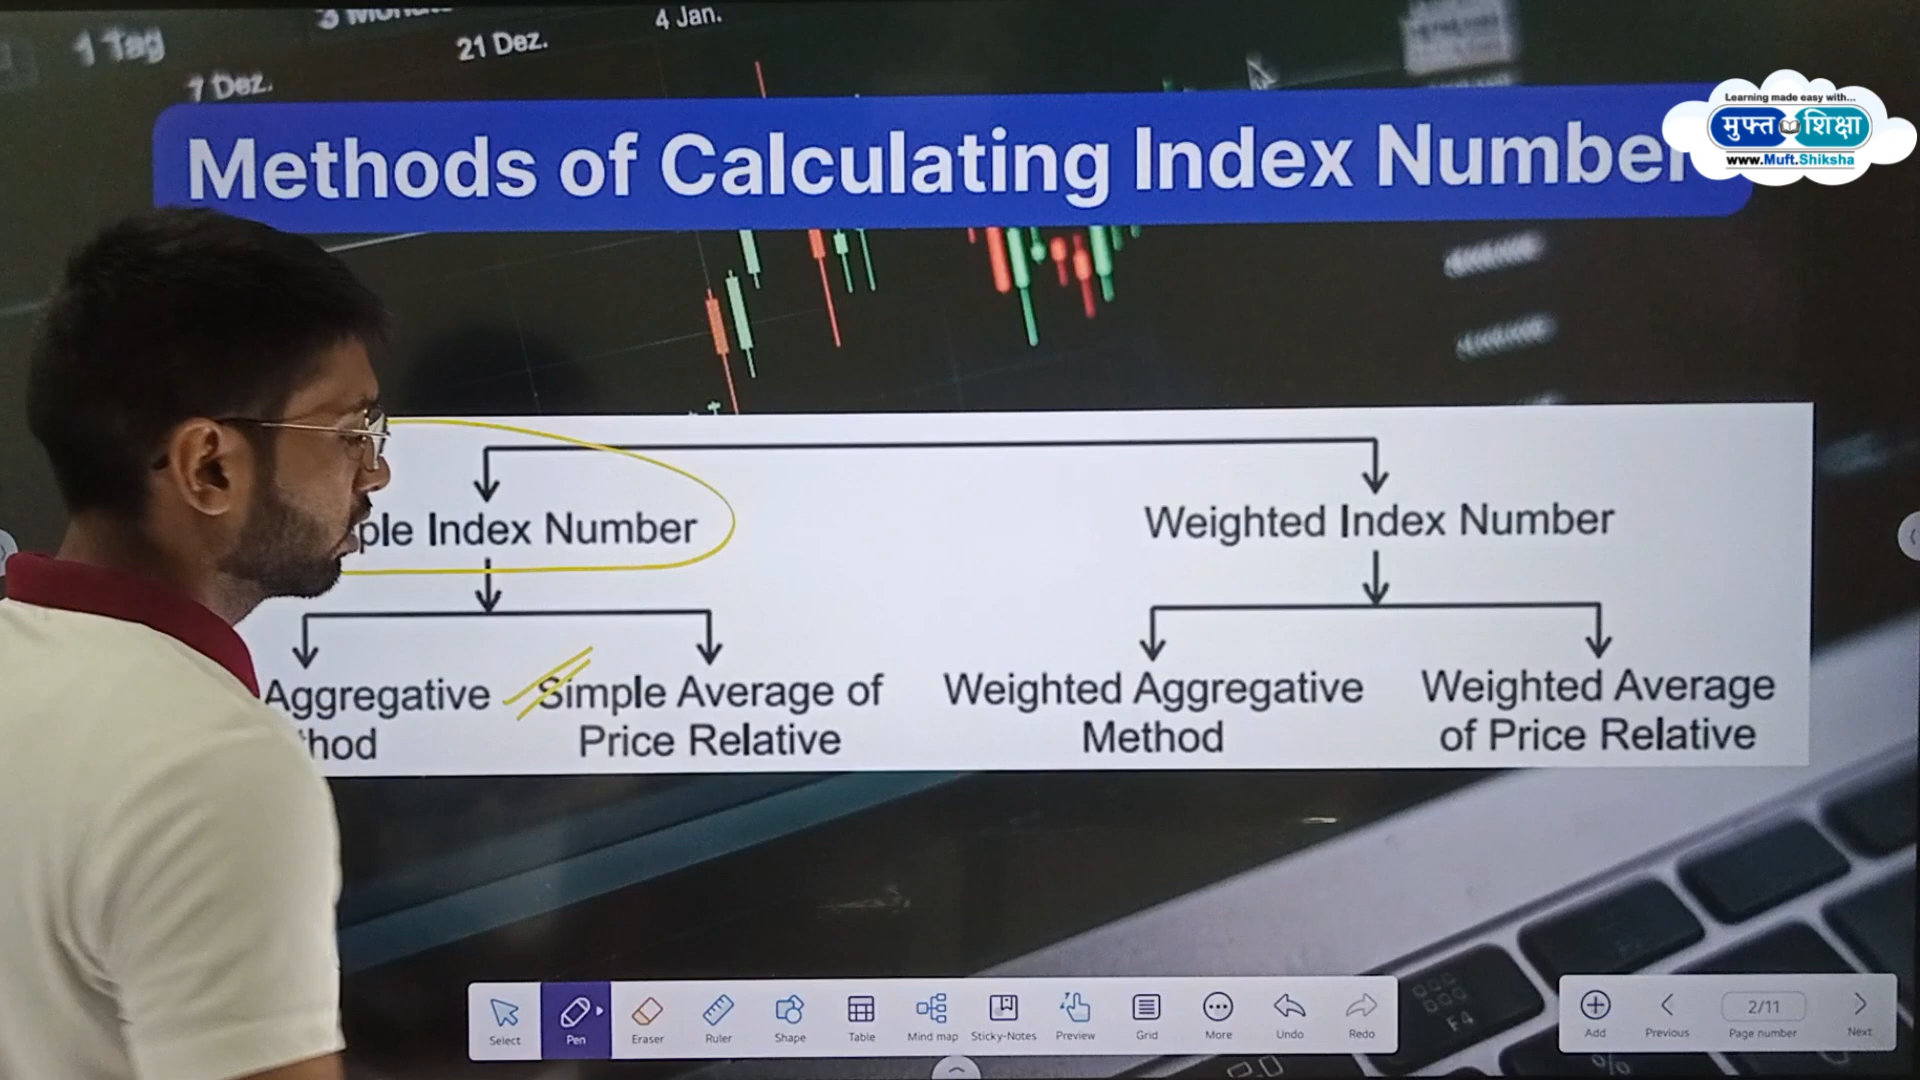 1 Tag
7 Dez.
21 Dez.
4 Jan.
Methods of Calculating Index Number
Learning made easy with...
मुफ्त शिक्षा
www.Muft.Shiksha
ple Index Number
Weighted Index Number
Aggregative
hod
Simple Average of
Price Relative
Weighted Aggregative
Method
Weighted Average
of Price Relative
F4
%
Select
Pen
Eraser
Ruler
Shape
Table
Mind map
Sticky-Notes
Preview
Grid
More
Undo
Redo
Add
Previous
2/11
Page number
Next